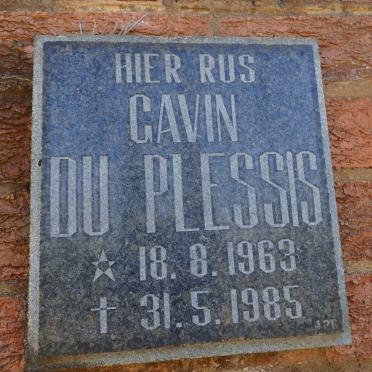 HIER RUS
GAVIN
DU PLESSIS
☆ 18. 8. 1963
† 31. 5. 1985